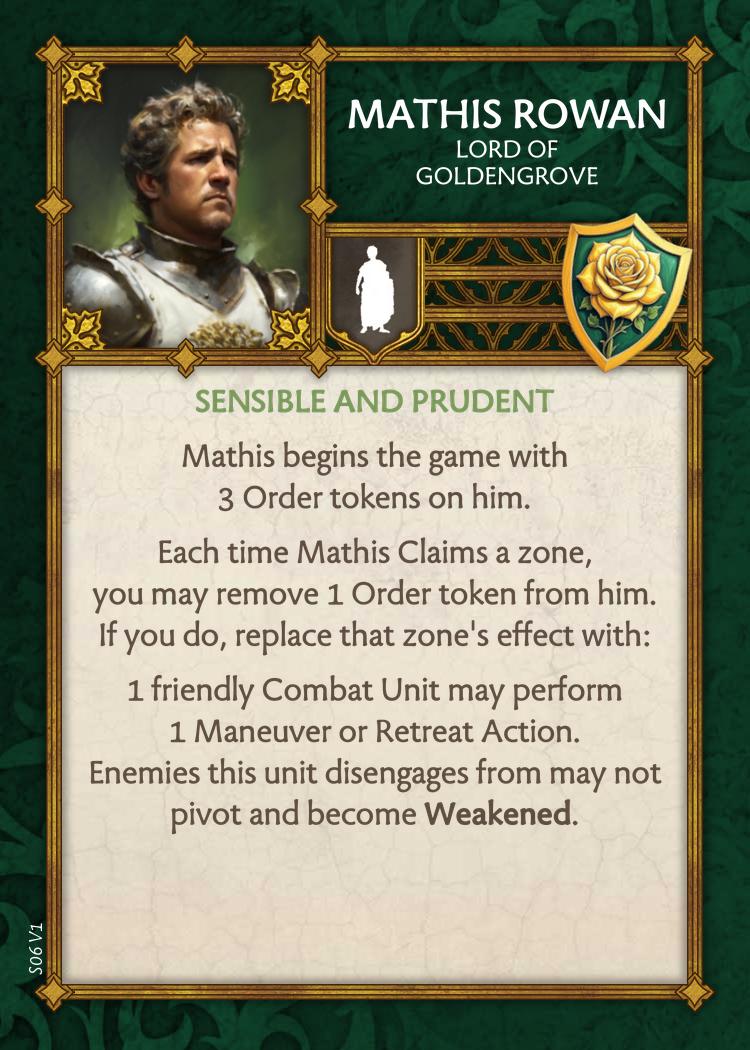 MATHIS ROWAN
LORD OF
GOLDENGROVE
SENSIBLE AND PRUDENT
Mathis begins the game with
3 Order tokens on him.
Each time Mathis Claims a zone,
you may remove 1 Order token from him.
If you do, replace that zone's effect with:
1 friendly Combat Unit may perform
1 Maneuver or Retreat Action.
Enemies this unit disengages from may not
pivot and become Weakened.
S06 V1